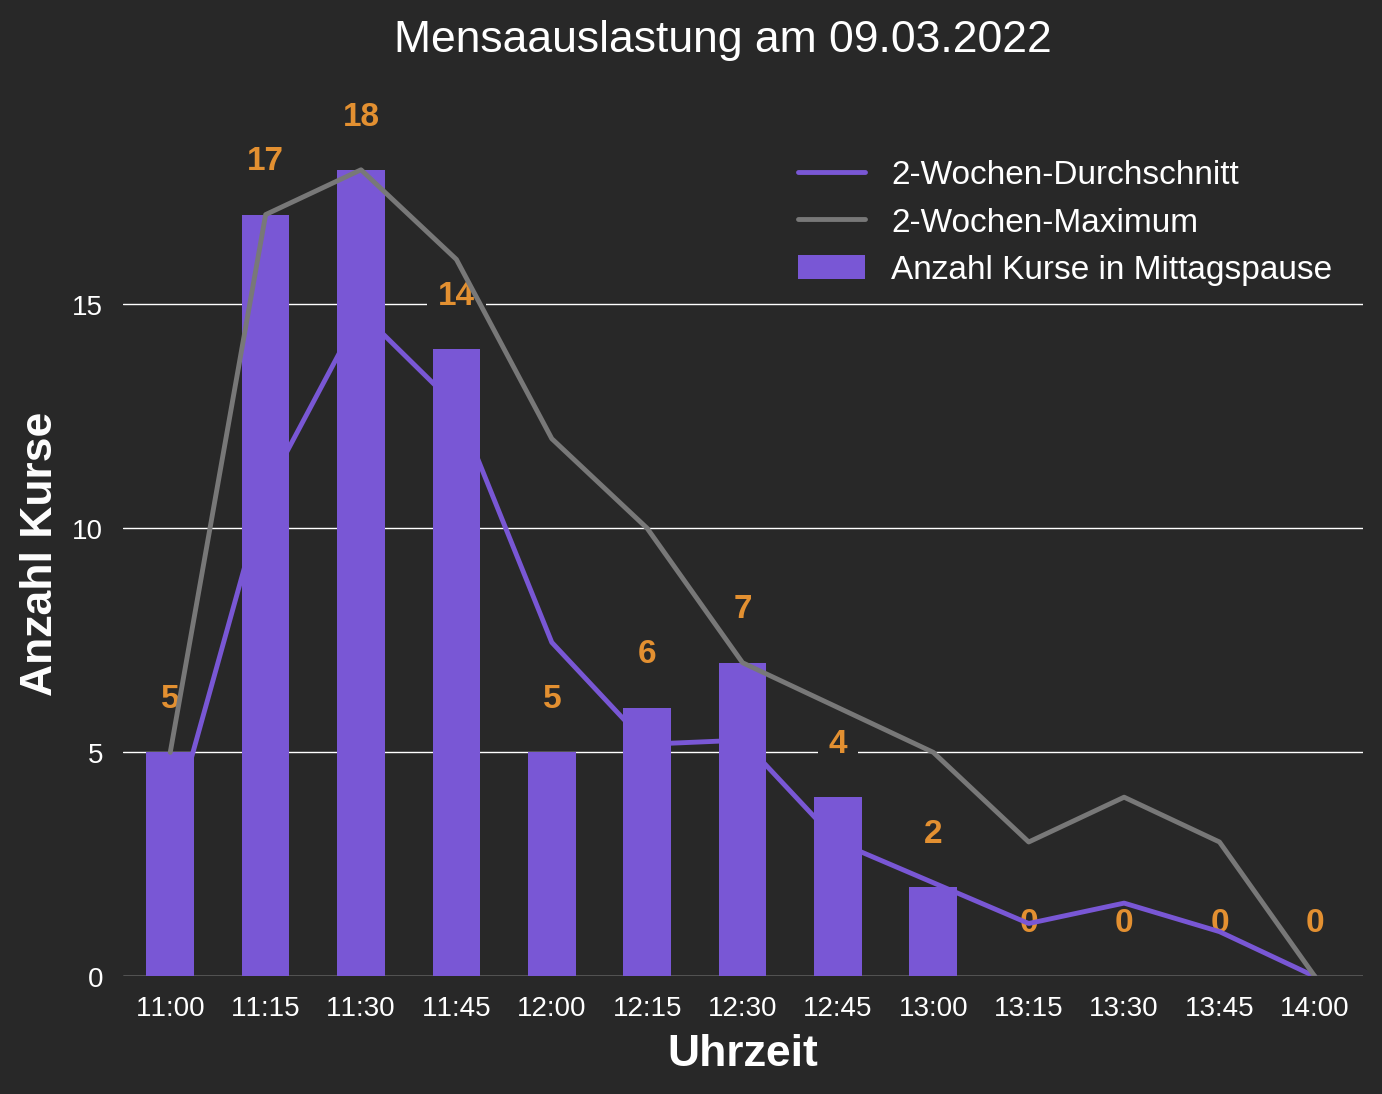 Mensaauslastung am 09.03.2022
18
17
2-Wochen-Durchschnitt
2-Wochen-Maximum
Anzahl Kurse in Mittagspause
14
15
10
5
0
Anzahl Kurse
5
5
6
7
4
2
0
0
0
0
11:00 11:15 11:30 11:45 12:00 12:15 12:30 12:45 13:00 13:15 13:30 13:45 14:00
Uhrzeit